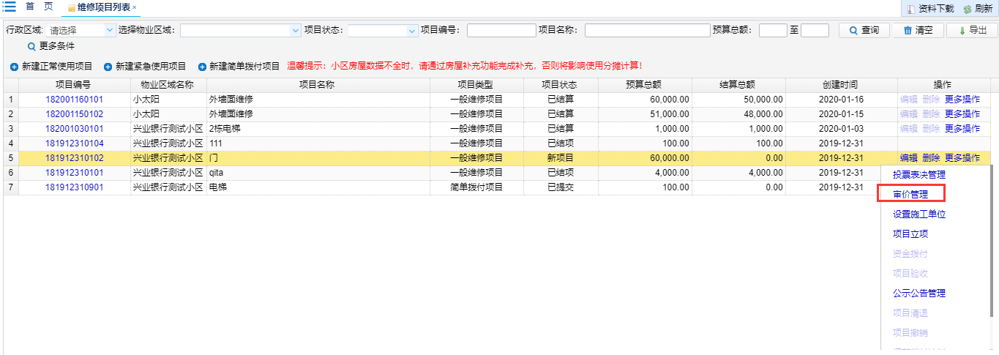 首 页 维修项目列表 × 资料下载 刷新
行政区域: 请选择 选择物业区域: 项目状态: 项目编号: 项目名称: 预算总额: 至 查询 清空 导出
更多条件
新建正常使用项目 新建紧急使用项目 新建简单拨付项目 温馨提示：小区房屋数据不全时，请通过房屋补充功能完成补充，否则将影响使用分摊计算！
项目编号 物业区域名称 项目名称 项目类型 项目状态 预算总额 结算总额 创建时间 操作
1 182001160101 小太阳 外墙面维修 一般维修项目 已结算 60,000.00 50,000.00 2020-01-16 编辑 删除 更多操作
2 182001150102 小太阳 外墙面维修 一般维修项目 已结算 51,000.00 48,000.00 2020-01-15 编辑 删除 更多操作
3 182001030101 兴业银行测试小区 2栋电梯 一般维修项目 已结算 1,000.00 1,000.00 2020-01-03 编辑 删除 更多操作
4 181912310104 兴业银行测试小区 111 一般维修项目 已结项 100.00 100.00 2019-12-31
5 181912310102 兴业银行测试小区 门 一般维修项目 新项目 60,000.00 0.00 2019-12-31 编辑 删除 更多操作
6 181912310101 兴业银行测试小区 qita 一般维修项目 已结项 4,000.00 4,000.00 2019-12-31
7 181912310901 兴业银行测试小区 电梯 简单拨付项目 已提交 100.00 0.00 2019-12-31
投票表决管理
审价管理
设置施工单位
项目立项
资金拨付
项目验收
公示公告管理
项目清退
项目撤销